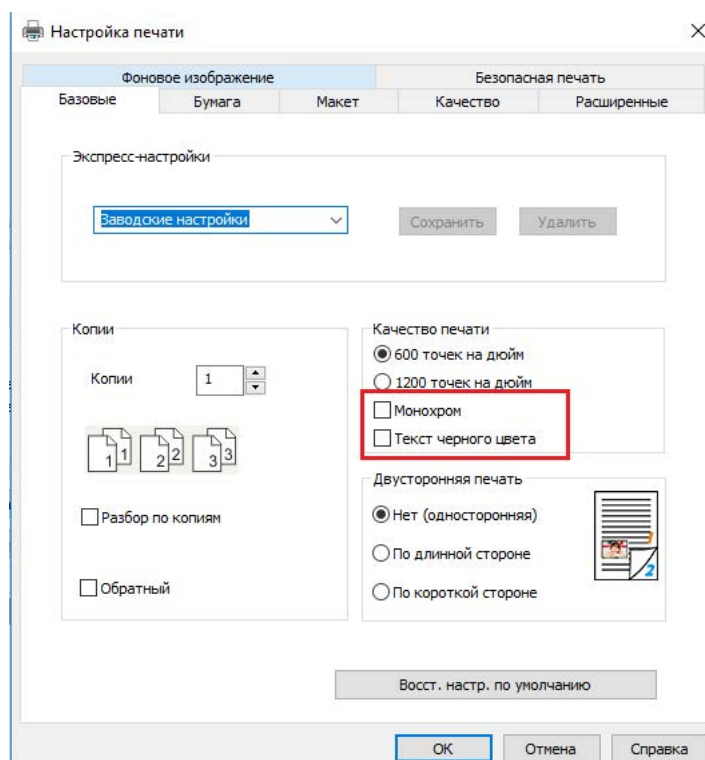 Настройка печати
Фоновое изображение
Безопасная печать
Базовые
Бумага
Макет
Качество
Расширенные
Экспресс-настройки
Заводские настройки
Сохранить
Удалить
Копии
Копии
1
1 1 2 2 3 3
Разбор по копиям
Обратный
Качество печати
600 точек на дюйм
1200 точек на дюйм
Монохром
Текст черного цвета
Двусторонняя печать
Нет (односторонняя)
По длинной стороне
По короткой стороне
1
2
Восст. настр. по умолчанию
ОК
Отмена
Справка